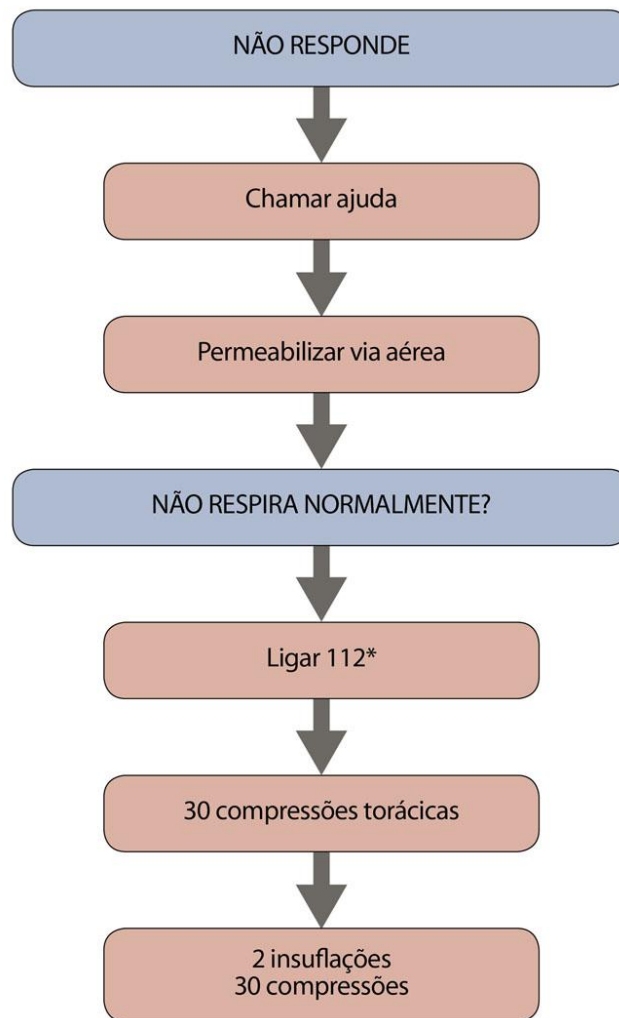 NÃO RESPONDE
Chamar ajuda
Permeabilizar via aérea
NÃO RESPIRA NORMALMENTE?
Ligar 112*
30 compressões torácicas
2 insuflações
30 compressões